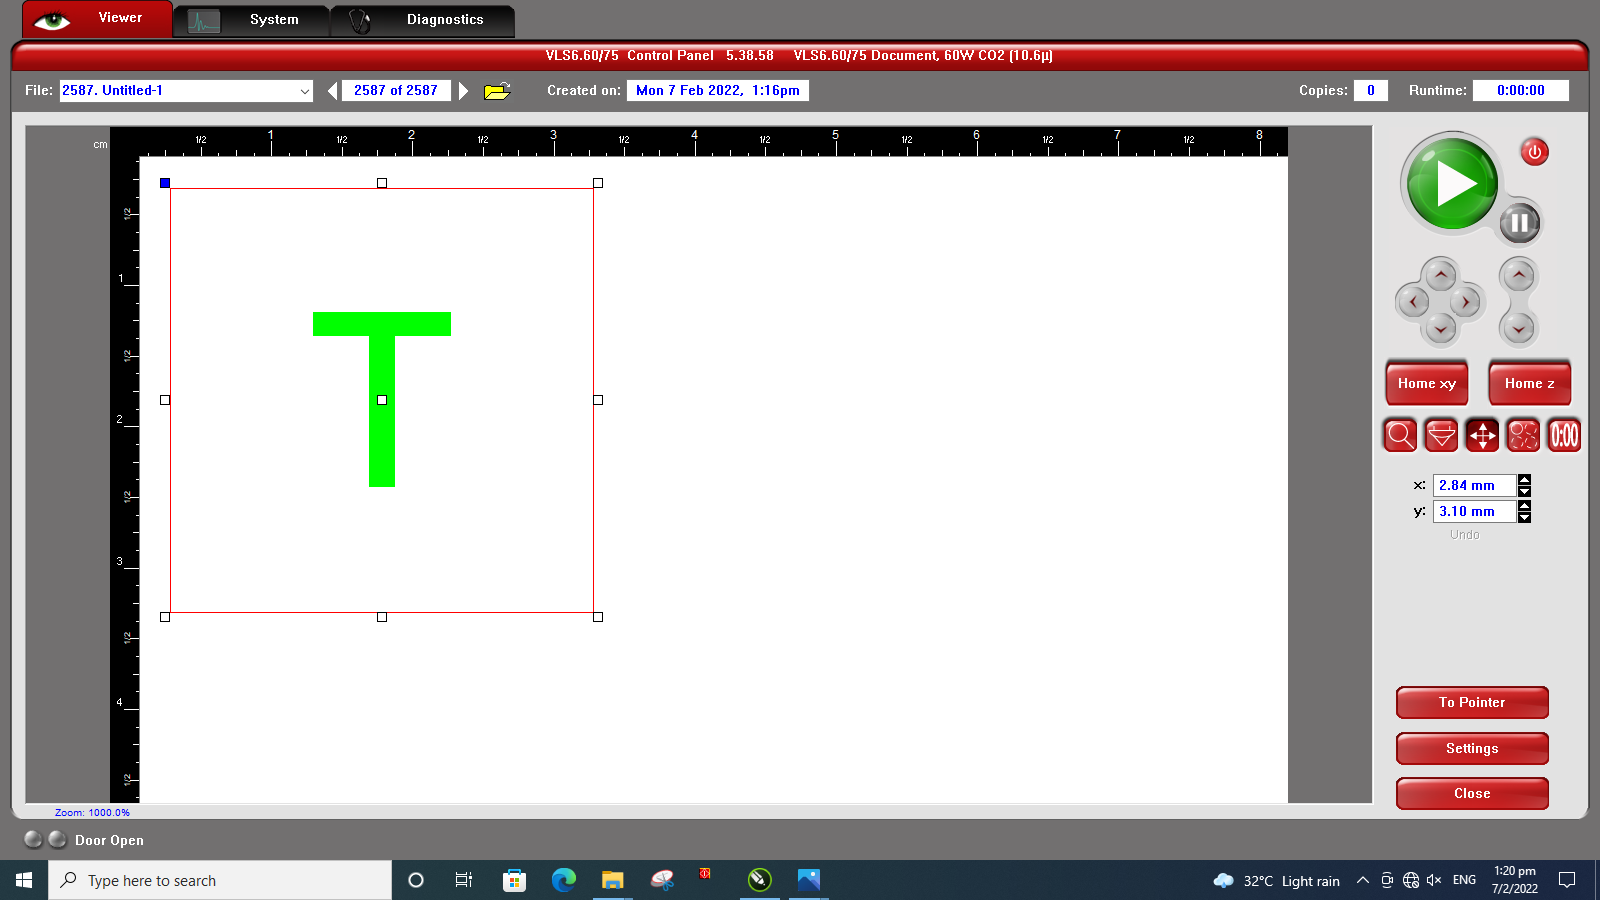 Viewer System Diagnostics
VLS6.60/75 Control Panel 5.38.58 VLS6.60/75 Document, 60W CO2 (10.6µ)
File: 2587. Untitled-1 2587 of 2587 Created on: Mon 7 Feb 2022, 1:16pm Copies: 0 Runtime: 0:00:00
cm 1/2 1 1/2 2 1/2 3 1/2 4 1/2 5 1/2 6 1/2 7 1/2 8
1/2
1
1/2
2
1/2
3
1/2
4
1/2
T
Home xy Home z
0:00
x: 2.84 mm
y: 3.10 mm
Undo
To Pointer
Settings
Close
Zoom: 1000.0%
Door Open
Type here to search
32°C Light rain
ENG
1:20 pm
7/2/2022